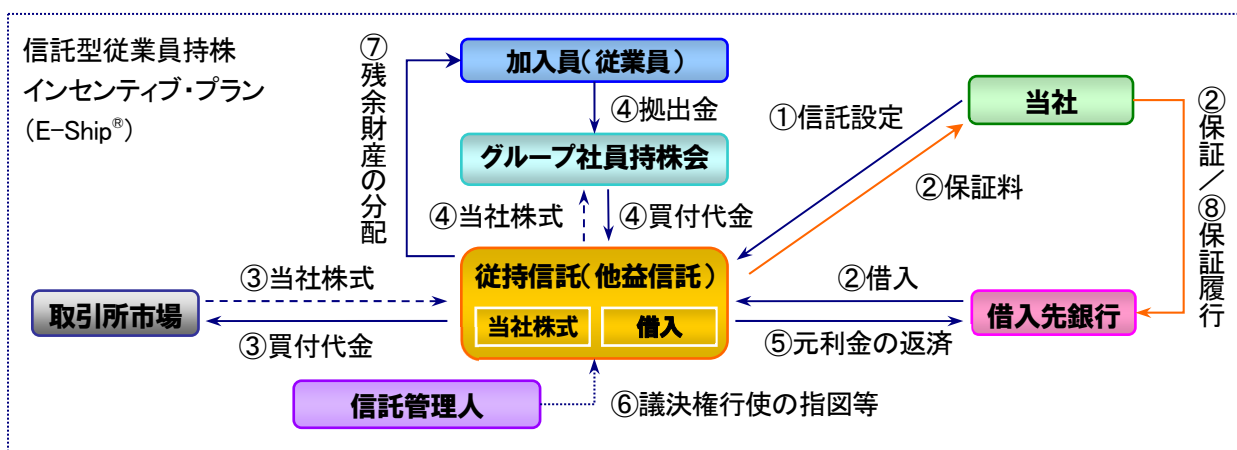 信託型従業員持株
インセンティブ・プラン
（E-Ship®）
⑦残余財産の分配
加入員（従業員）
④拠出金
グループ社員持株会
④当社株式
④買付代金
①信託設定
②保証料
当社
②保証／⑧保証履行
従持信託（他益信託）
当社株式
借入
③当社株式
取引所市場
③買付代金
②借入
借入先銀行
⑤元利金の返済
信託管理人
⑥議決権行使の指図等